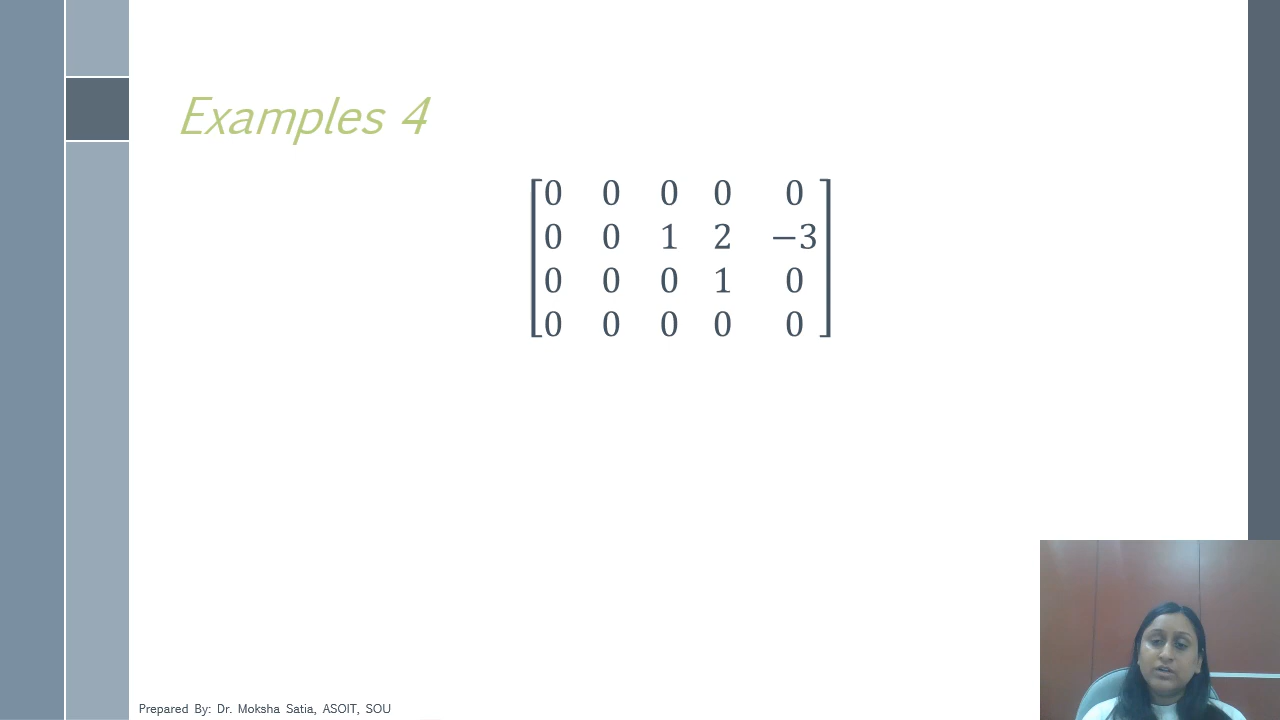 Examples 4
0 0 0 0 0
0 0 1 2 −3
0 0 0 1 0
0 0 0 0 0
Prepared By: Dr. Moksha Satia, ASOIT, SOU